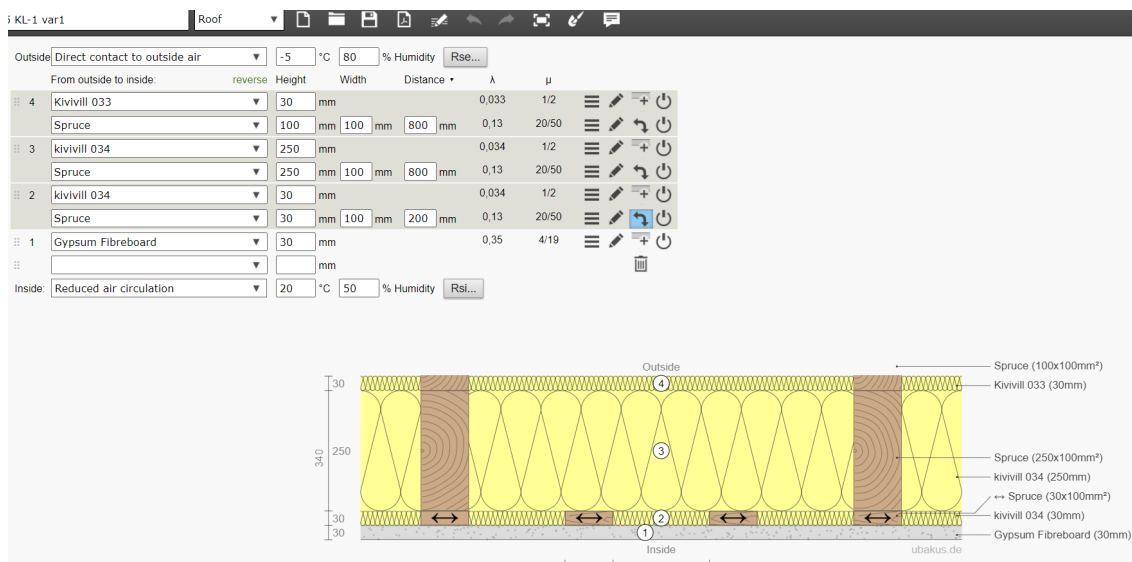 5 KL-1 var1 Roof
Outside Direct contact to outside air -5 °C 80 % Humidity Rse...
From outside to inside: reverse Height Width Distance λ μ
4 Kivivill 033 30 mm 0,033 1/2
Spruce 100 mm 100 mm 800 mm 0,13 20/50
3 kivivill 034 250 mm 0,034 1/2
Spruce 250 mm 100 mm 800 mm 0,13 20/50
2 kivivill 034 30 mm 0,034 1/2
Spruce 30 mm 100 mm 200 mm 0,13 20/50
1 Gypsum Fibreboard 30 mm 0,35 4/19
mm
Inside: Reduced air circulation 20 °C 50 % Humidity Rsi...
Outside
Spruce (100x100mm²)
30 4 Kivivill 033 (30mm)
340 250 3 Spruce (250x100mm²)
kivivill 034 (250mm)
↔ Spruce (30x100mm²)
30 2 kivivill 034 (30mm)
30 1 Gypsum Fibreboard (30mm)
Inside ubakus.de